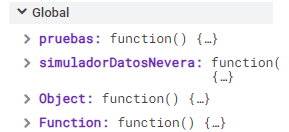 Global
pruebas: function() {…}
simuladorDatosNevera: function(
{…}
Object: function() {…}
Function: function() {…}